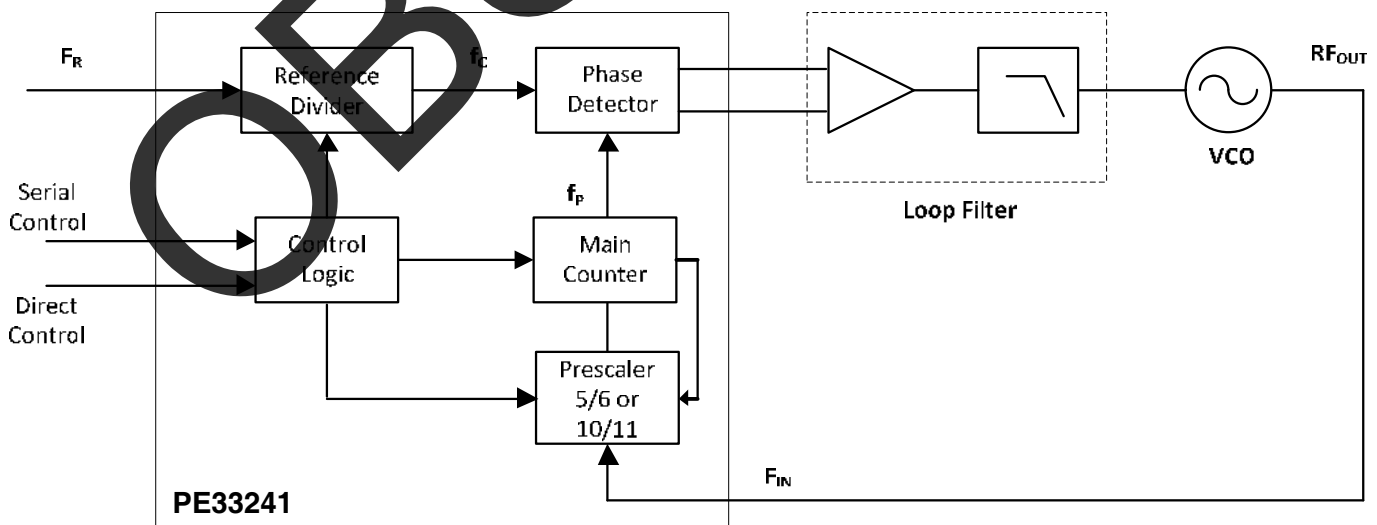 F_R
Reference
Divider
f_C
Phase
Detector
RF_OUT
VCO
Loop Filter
Serial
Control
Direct
Control
Control
Logic
f_P
Main
Counter
Prescaler
5/6 or
10/11
F_IN
PE33241